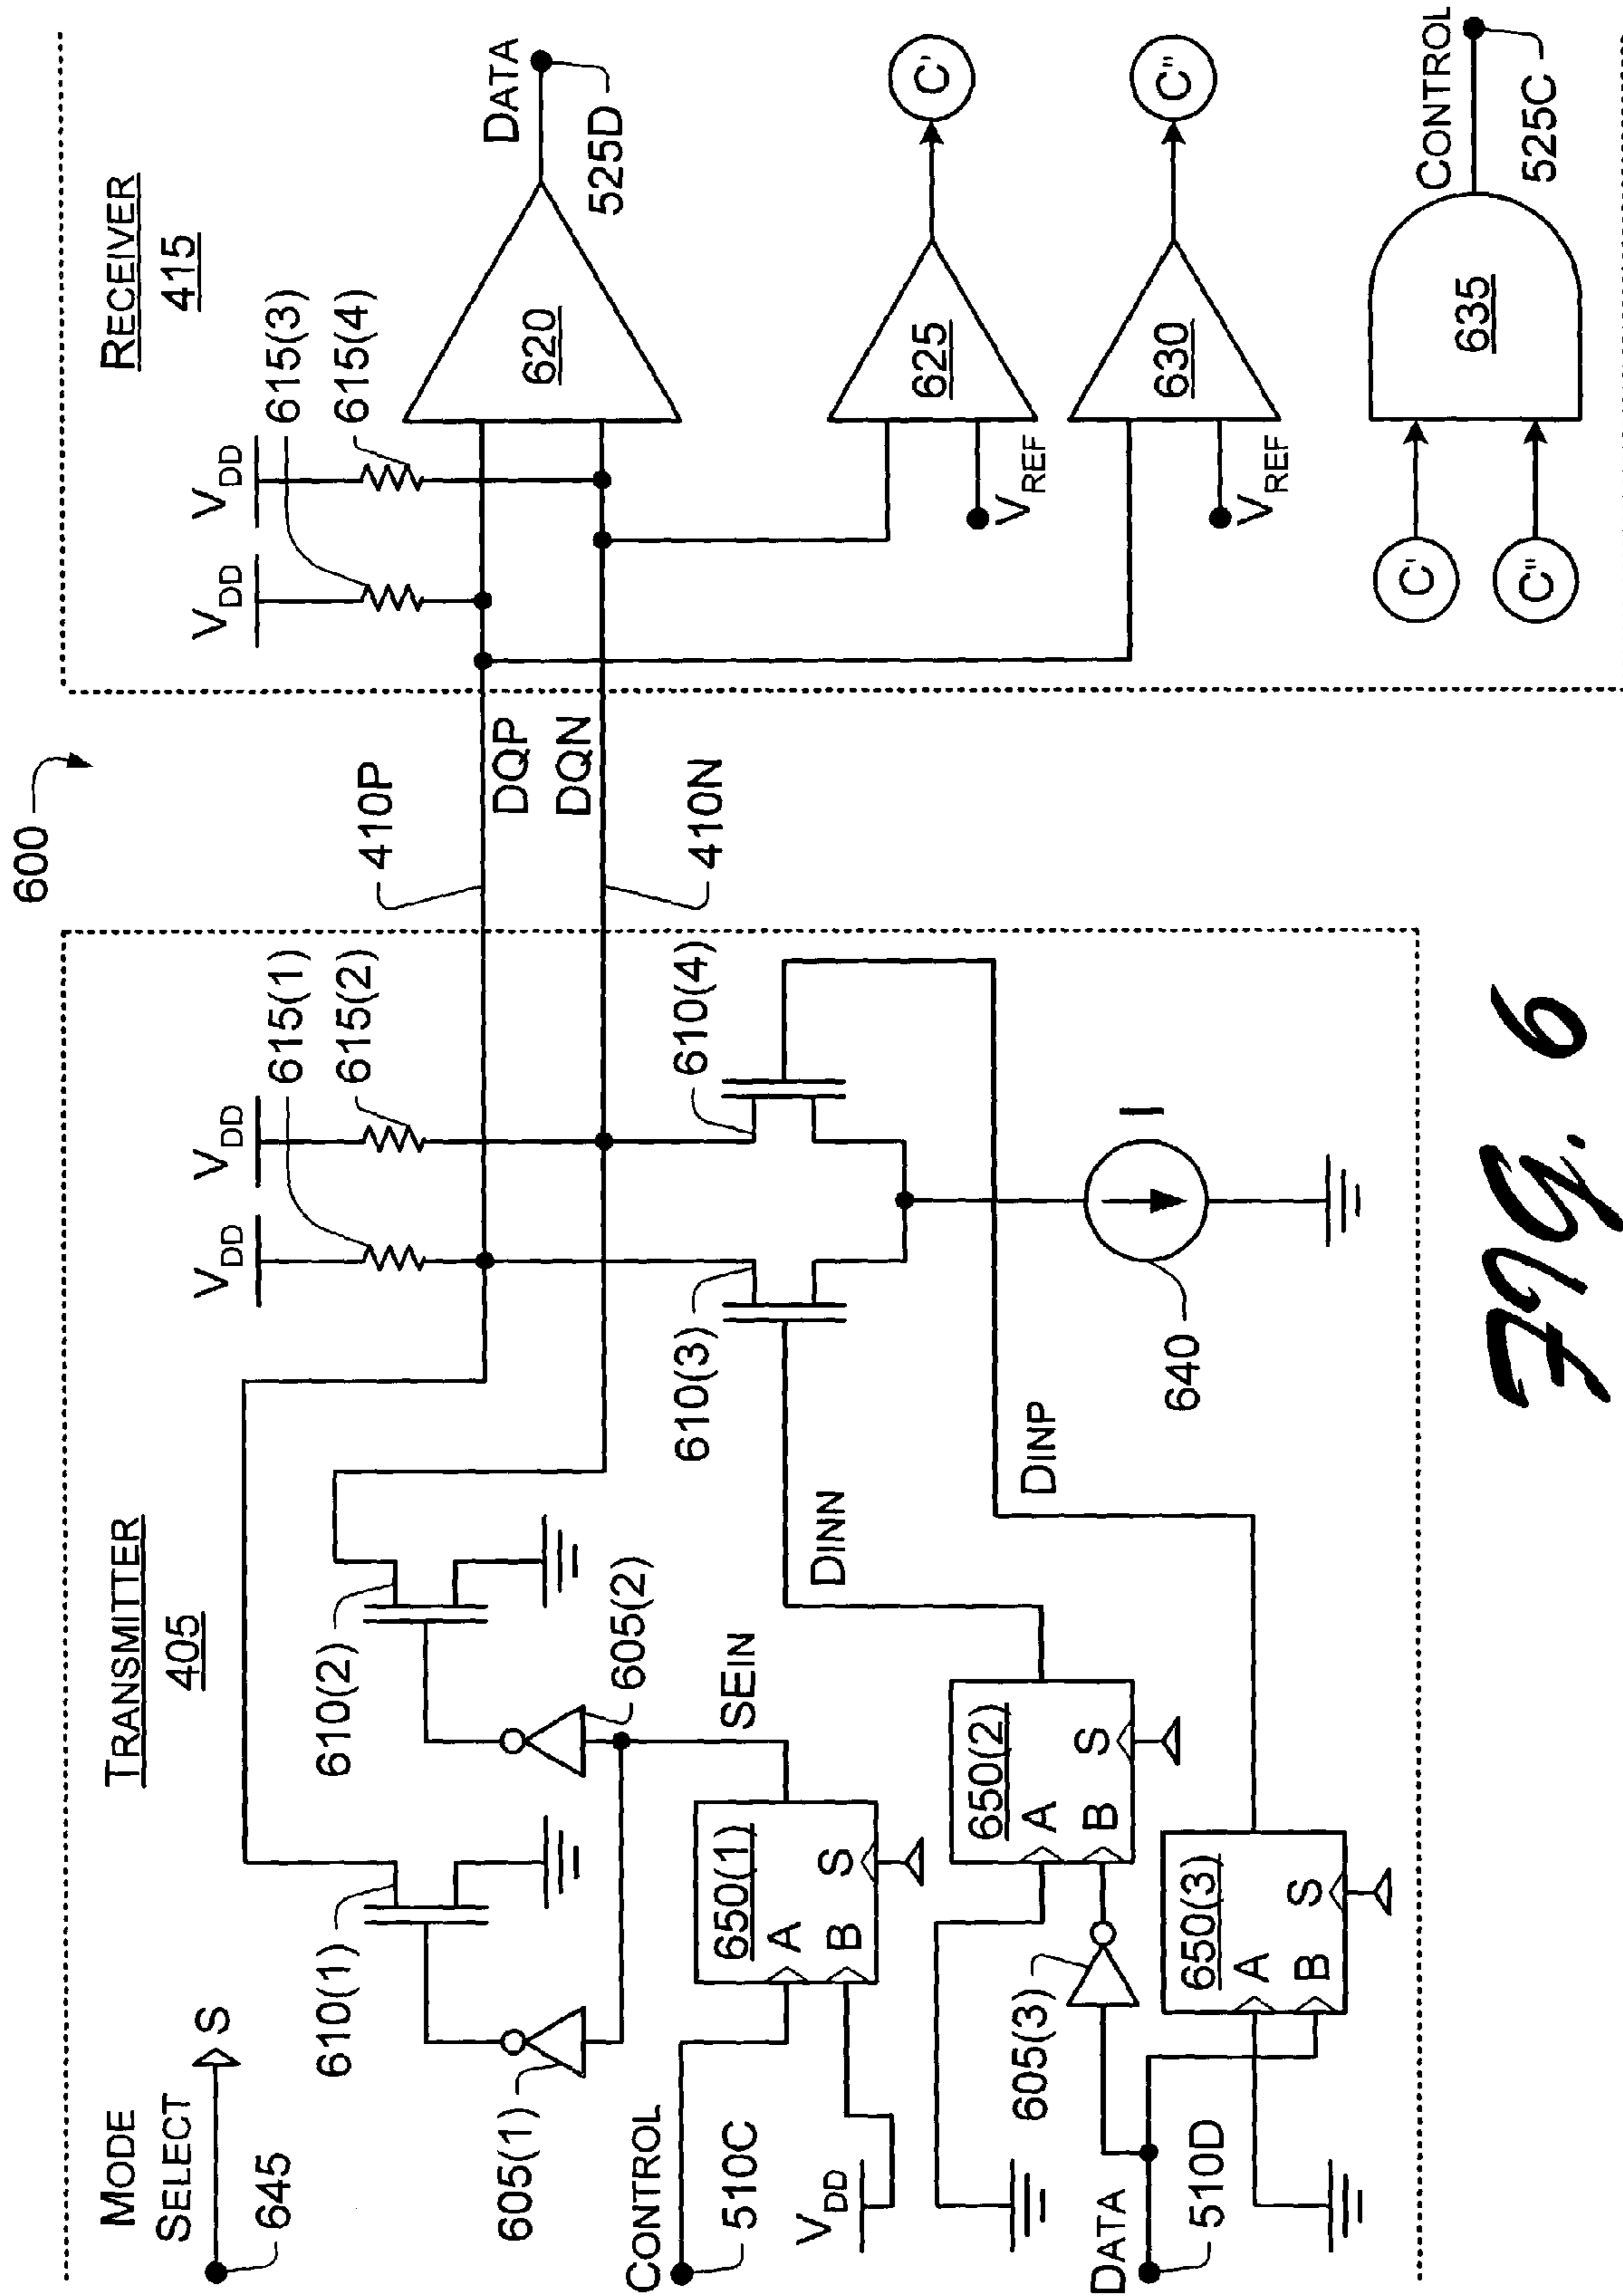 600
TRANSMITTER
405
RECEIVER
415
MODE
SELECT
S
645
610(1)
610(2)
605(1)
605(2)
SEIN
CONTROL
510C
VDD
650(1)
A
B
S
VDD
VDD
615(1)
615(2)
610(3)
610(4)
DINN
DINP
650(2)
A
B
S
605(3)
650(3)
A
B
S
DATA
510D
640
I
410P
DQP
DQN
410N
VDD
VDD
615(3)
615(4)
620
DATA
525D
625
VREF
C'
630
VREF
C"
C'
C"
635
CONTROL
525C
FIG. 6